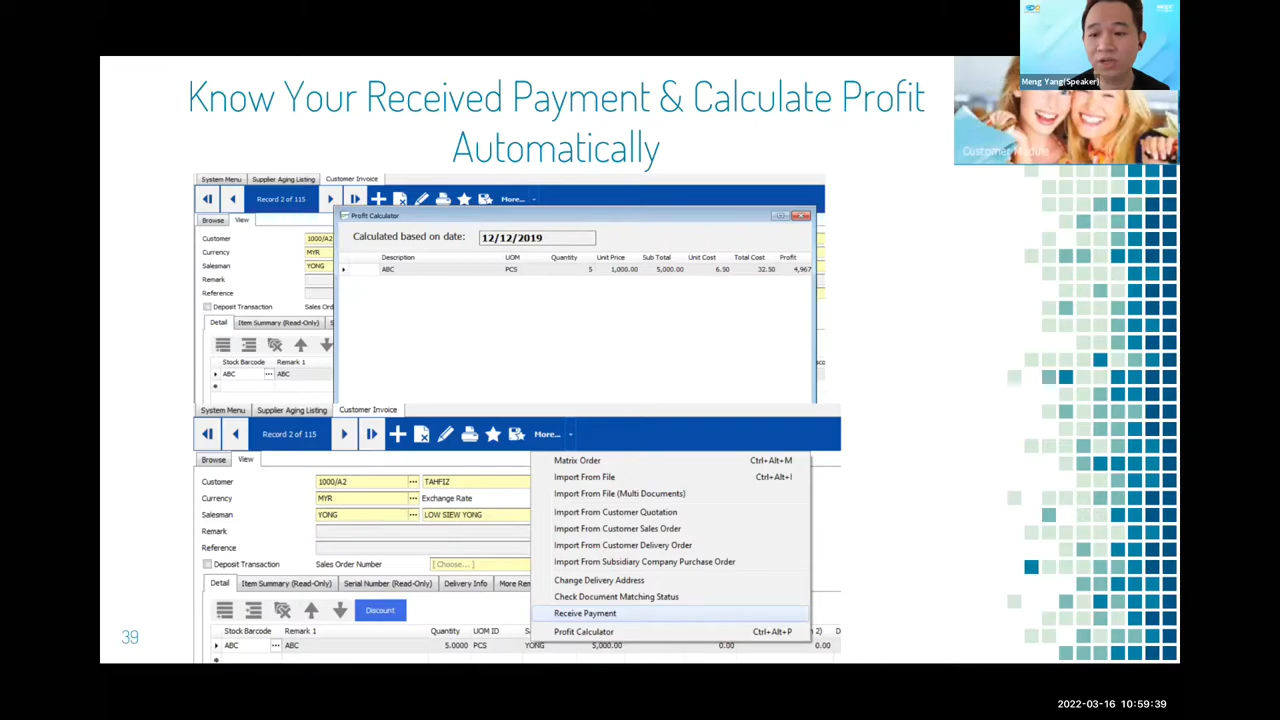 Meng Yang(Speaker)
Know Your Received Payment & Calculate Profit
Automatically
System Menu Supplier Aging Listing Customer Invoice
Record 2 of 115 More...
Browse View
Profit Calculator
Calculated based on date: 12/12/2019
Description UOM Quantity Unit Price Sub Total Unit Cost Total Cost Profit
ABC PCS 5 1,000.00 5,000.00 6.50 32.50 4,967
Customer 1000/A2
Currency MYR
Salesman YONG
Remark
Reference
Deposit Transaction Sales Order
Detail Item Summary (Read-Only) S
Stock Barcode Remark 1
ABC ... ABC
System Menu Supplier Aging Listing Customer Invoice
Record 2 of 115 More...
Browse View
Customer 1000/A2 ... TAHFIZ
Currency MYR ... Exchange Rate
Salesman YONG ... LOW SIEW YONG
Remark
Reference
Deposit Transaction Sales Order Number [ Choose... ]
Detail Item Summary (Read-Only) Serial Number (Read-Only) Delivery Info More Rem
Discount
Stock Barcode Remark 1 Quantity UOM ID
ABC ... ABC 5.0000 PCS YONG 5,000.00 0.00 0.00
Matrix Order Ctrl+Alt+M
Import From File Ctrl+Alt+I
Import From File (Multi Documents)
Import From Customer Quotation
Import From Customer Sales Order
Import From Customer Delivery Order
Import From Subsidiary Company Purchase Order
Change Delivery Address
Check Document Matching Status
Receive Payment
Profit Calculator Ctrl+Alt+P
39
2022-03-16 10:59:39